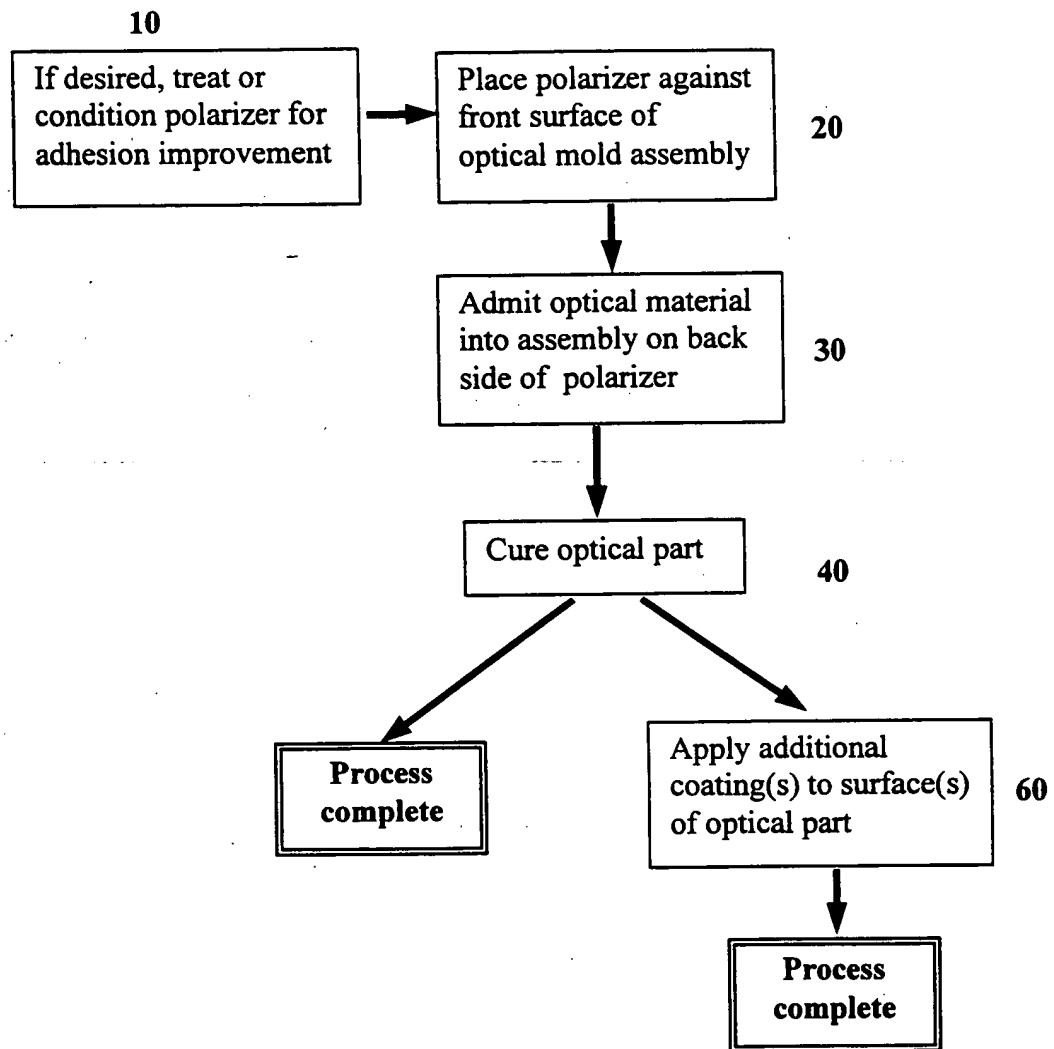 10
If desired, treat or
condition polarizer for
adhesion improvement
Place polarizer against
front surface of
optical mold assembly
20
Admit optical material
into assembly on back
side of polarizer
30
Cure optical part
40
Process
complete
Apply additional
coating(s) to surface(s)
of optical part
60
Process
complete